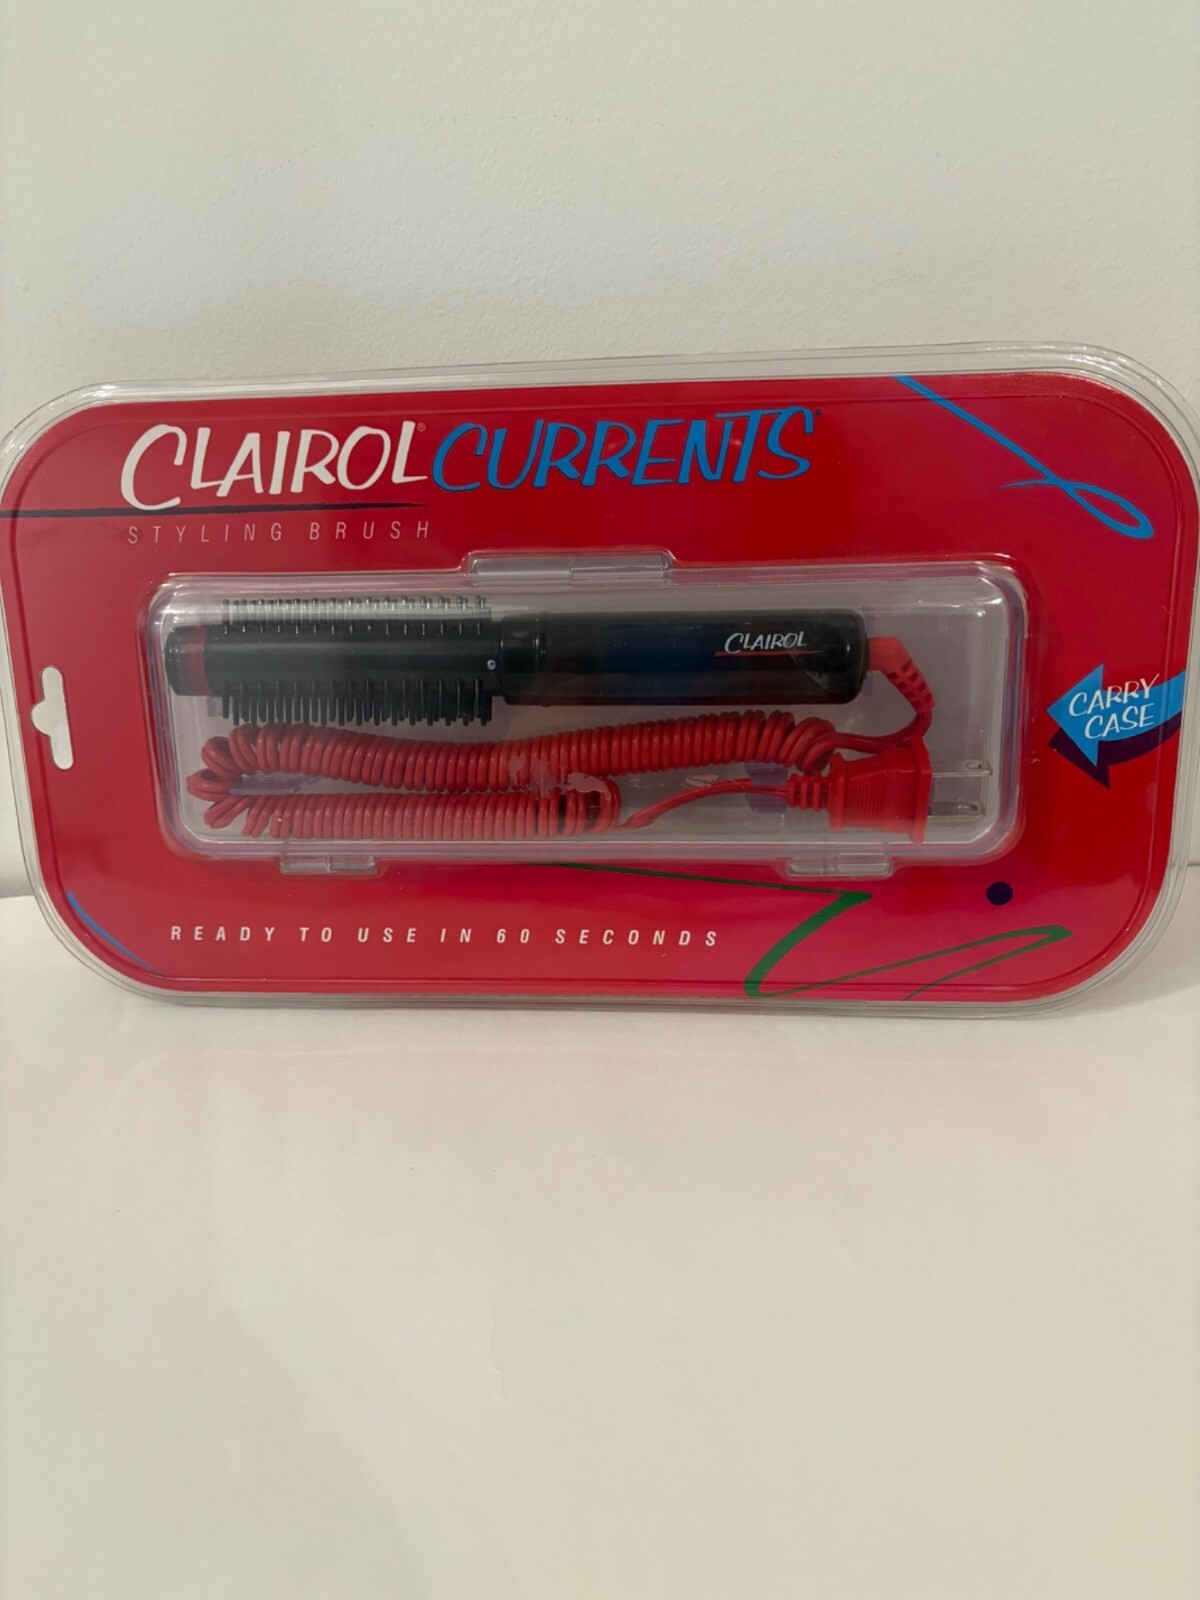 CLAIROL® CURRENTS®
STYLING BRUSH
CLAIROL
CARRY
CASE
READY TO USE IN 60 SECONDS